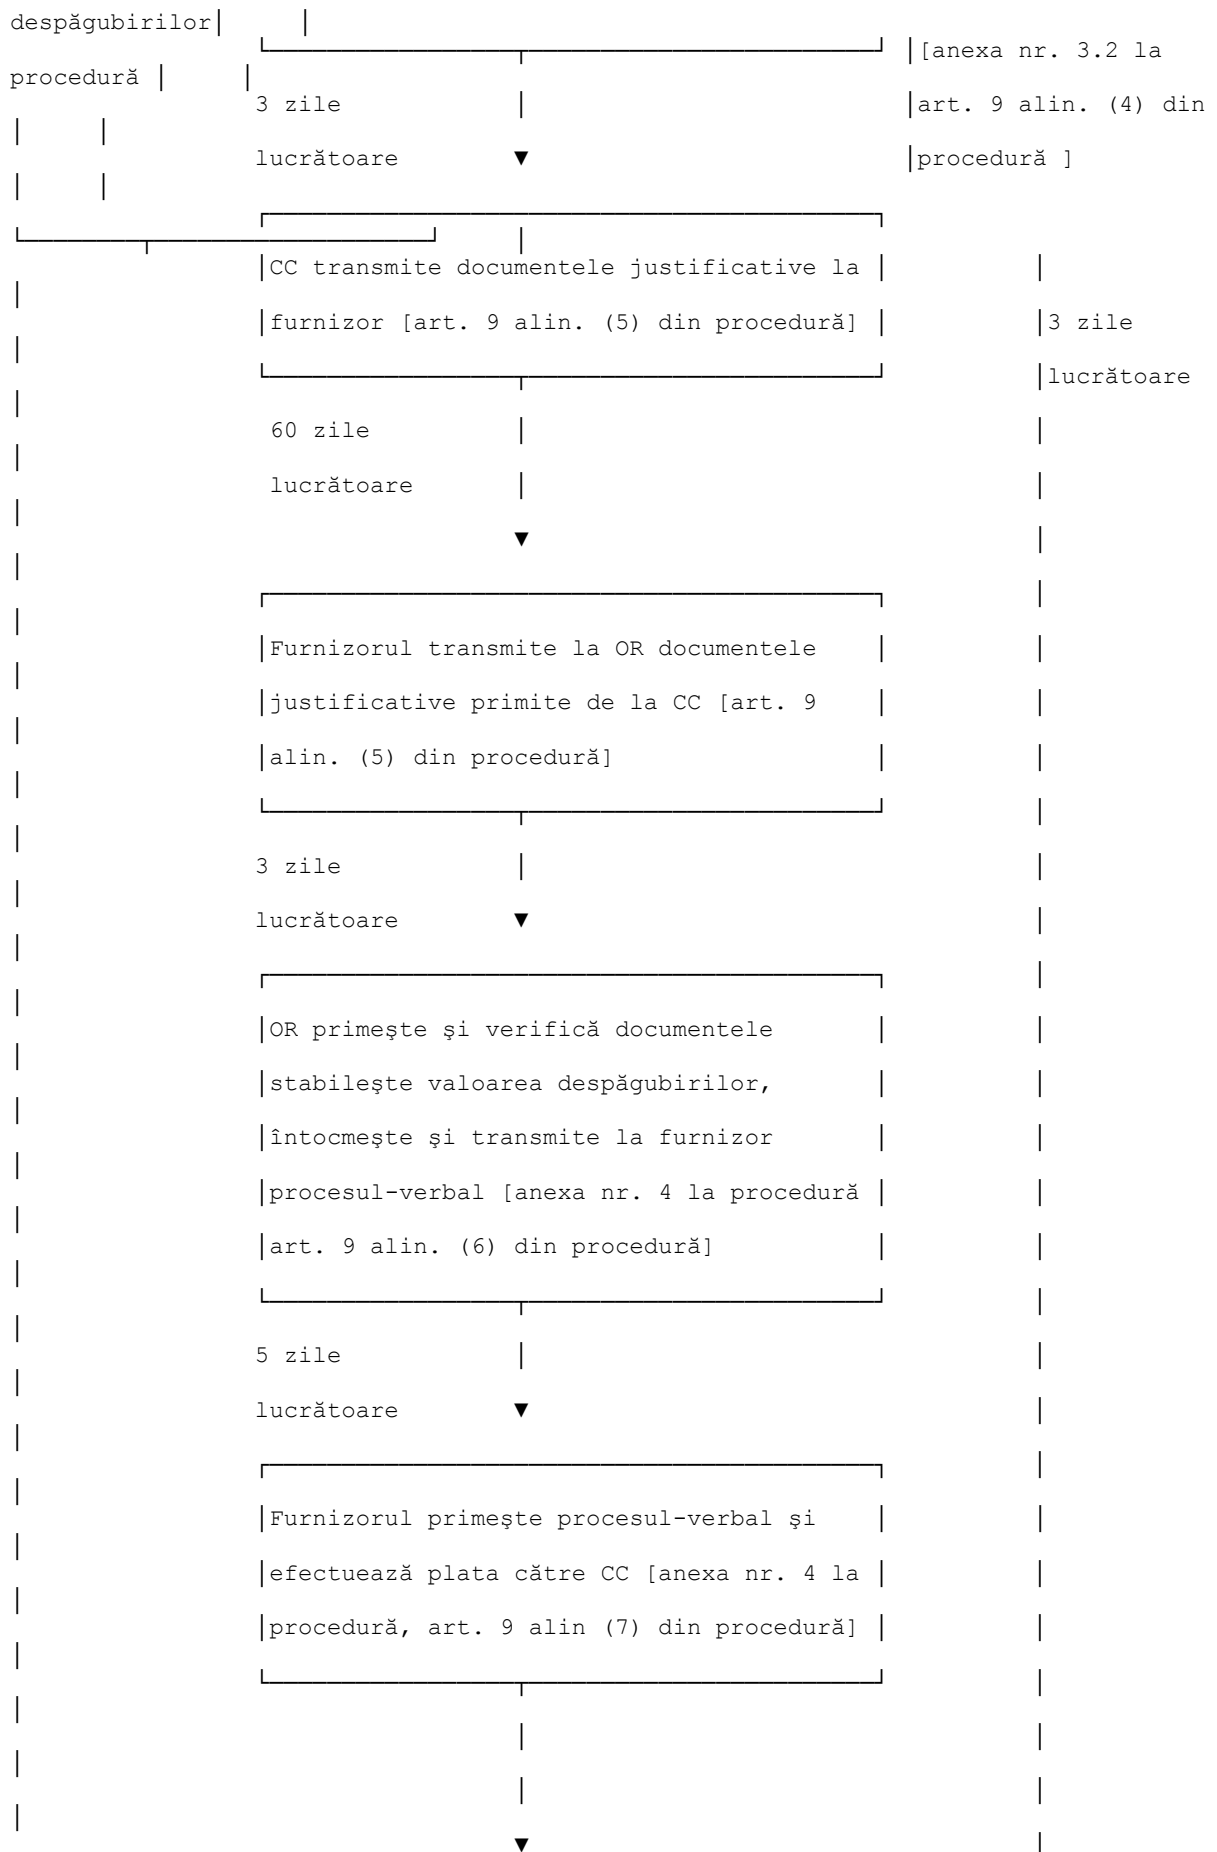 despăgubirilor
[anexa nr. 3.2 la
procedură
3 zile
art. 9 alin. (4) din
lucrătoare
procedură ]
CC transmite documentele justificative la
furnizor [art. 9 alin. (5) din procedură]
3 zile
lucrătoare
60 zile
lucrătoare
Furnizorul transmite la OR documentele
justificative primite de la CC [art. 9
alin. (5) din procedură]
3 zile
lucrătoare
OR primeşte şi verifică documentele
stabileşte valoarea despăgubirilor,
întocmeşte şi transmite la furnizor
procesul-verbal [anexa nr. 4 la procedură
art. 9 alin. (6) din procedură]
5 zile
lucrătoare
Furnizorul primeşte procesul-verbal şi
efectuează plata către CC [anexa nr. 4 la
procedură, art. 9 alin (7) din procedură]